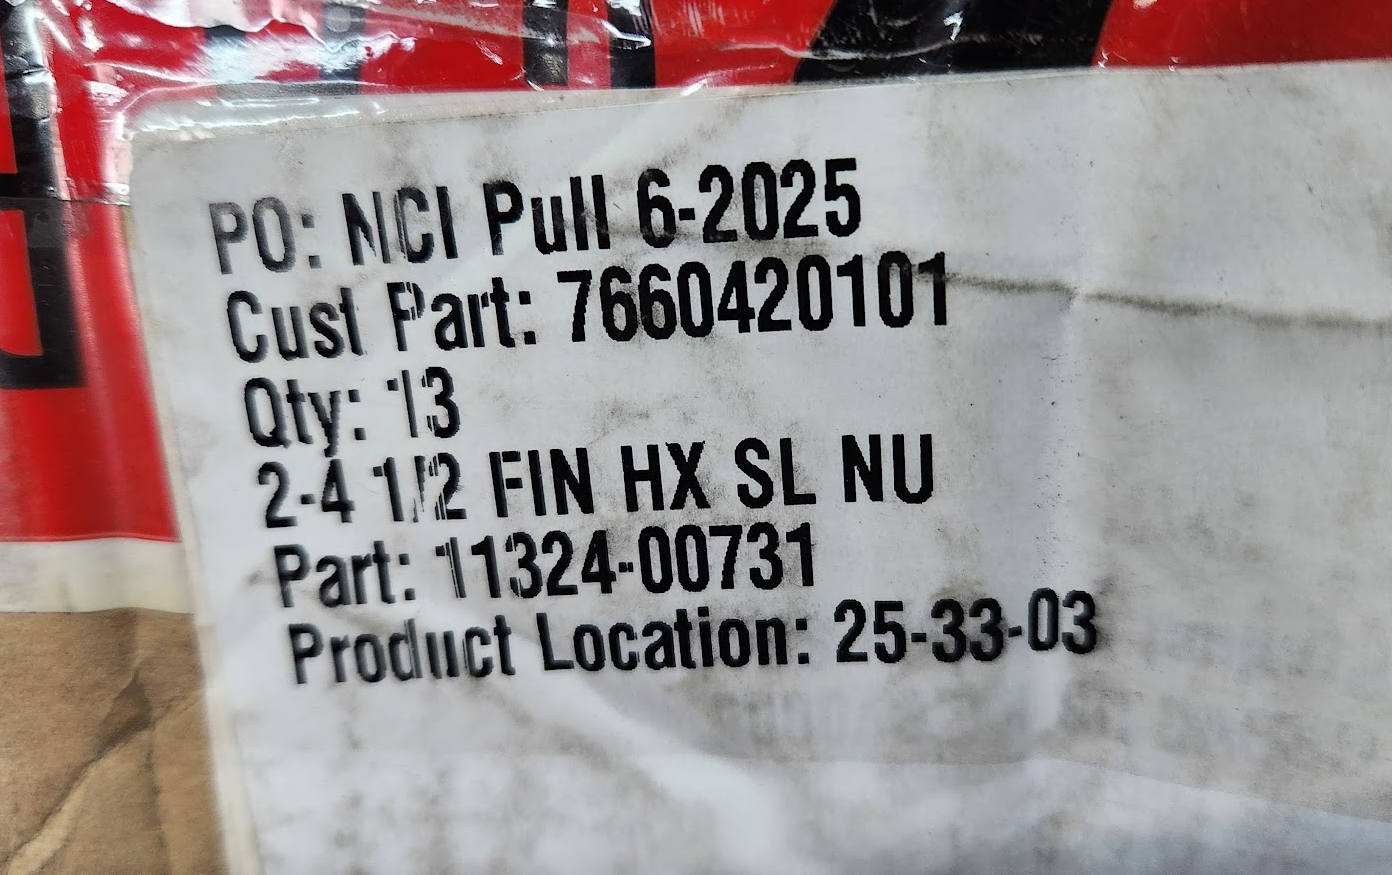 PO: NCI Pull 6-2025
Cust Part: 7660420101
Qty: 13
2-4 1/2 FIN HX SL NU
Part: 11324-00731
Product Location: 25-33-03